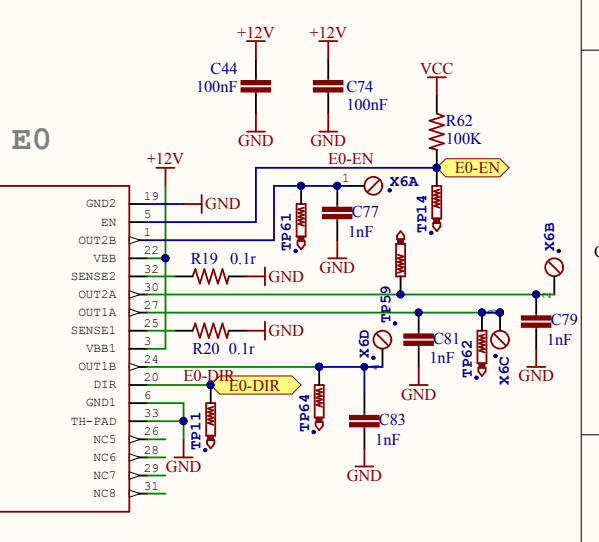 +12V +12V
C44
100nF
C74
100nF
GND GND
VCC
R62
100K
E0
+12V
E0-EN
E0-EN
GND2 19 GND
EN 5
OUT2B 1
VBB 22
SENSE2 32 R19 0.1r GND
OUT2A 30
OUT1A 27
SENSE1 25 R20 0.1r GND
VBB1 3
OUT1B 24
DIR 20 E0-DIR
E0-DIR
GND1 6
TH-PAD 33
NC5 26
NC6 28
NC7 29
NC8 31
GND
1 X6A
TP61
C77
1nF
GND
TP14
X6B
2
TP59
C79
1nF
GND
X6D
C81
1nF
GND
TP62
X6C
TP64
C83
1nF
GND
TP11